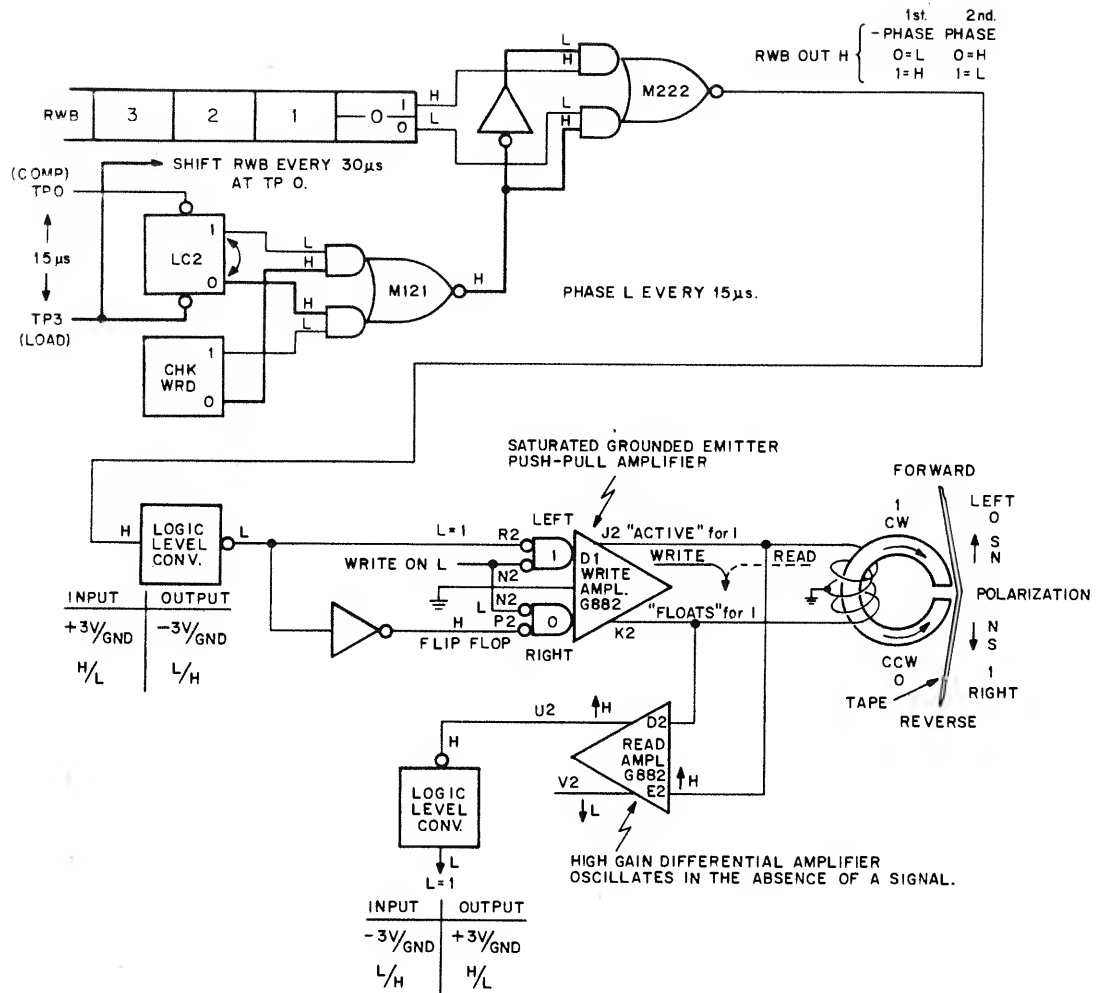 1st. 2nd.
-PHASE PHASE
RWB OUT H
0=L 0=H
1=H 1=L
L
H
M222
L
H
RWB 3 2 1 0 1 0
H
L
SHIFT RWB EVERY 30μs
AT TP 0.
(COMP)
TP0
15μs
TP3
(LOAD)
LC2
1
0
L
H
M121
H
H
L
PHASE L EVERY 15μs.
CHK
WRD
1
0
SATURATED GROUNDED EMITTER
PUSH-PULL AMPLIFIER
FORWARD
H
LOGIC
LEVEL
CONV.
L
L=1
R2
LEFT
1
J2 "ACTIVE" for 1
WRITE ON L
N2
D1
WRITE
AMPL.
G882
WRITE
READ
N2
L
P2
0
H
FLIP FLOP
RIGHT
"FLOATS" for 1
K2
1
CW
LEFT
0
S
N
POLARIZATION
N
S
1
RIGHT
CCW
0
TAPE
REVERSE
INPUT OUTPUT
+3V/GND -3V/GND
H/L L/H
U2
H
D2
READ
AMPL
G882
E2
H
V2
L
H
LOGIC
LEVEL
CONV.
L
L=1
HIGH GAIN DIFFERENTIAL AMPLIFIER
OSCILLATES IN THE ABSENCE OF A SIGNAL.
INPUT OUTPUT
-3V/GND +3V/GND
L/H H/L